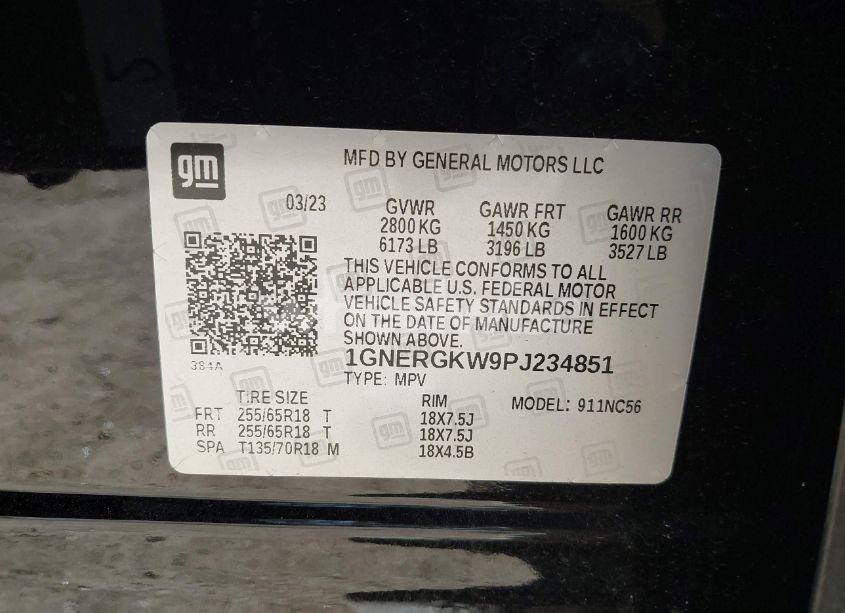 gm
MFD BY GENERAL MOTORS LLC
03/23
GVWR GAWR FRT GAWR RR
2800 KG 1450 KG 1600 KG
6173 LB 3196 LB 3527 LB
THIS VEHICLE CONFORMS TO ALL
APPLICABLE U.S. FEDERAL MOTOR
VEHICLE SAFETY STANDARDS IN EFFECT
ON THE DATE OF MANUFACTURE
SHOWN ABOVE.
1GNERGKW9PJ234851
384A
TYPE: MPV
TIRE SIZE RIM MODEL: 911NC56
FRT 255/65R18 T 18X7.5J
RR 255/65R18 T 18X7.5J
SPA T135/70R18 M 18X4.5B